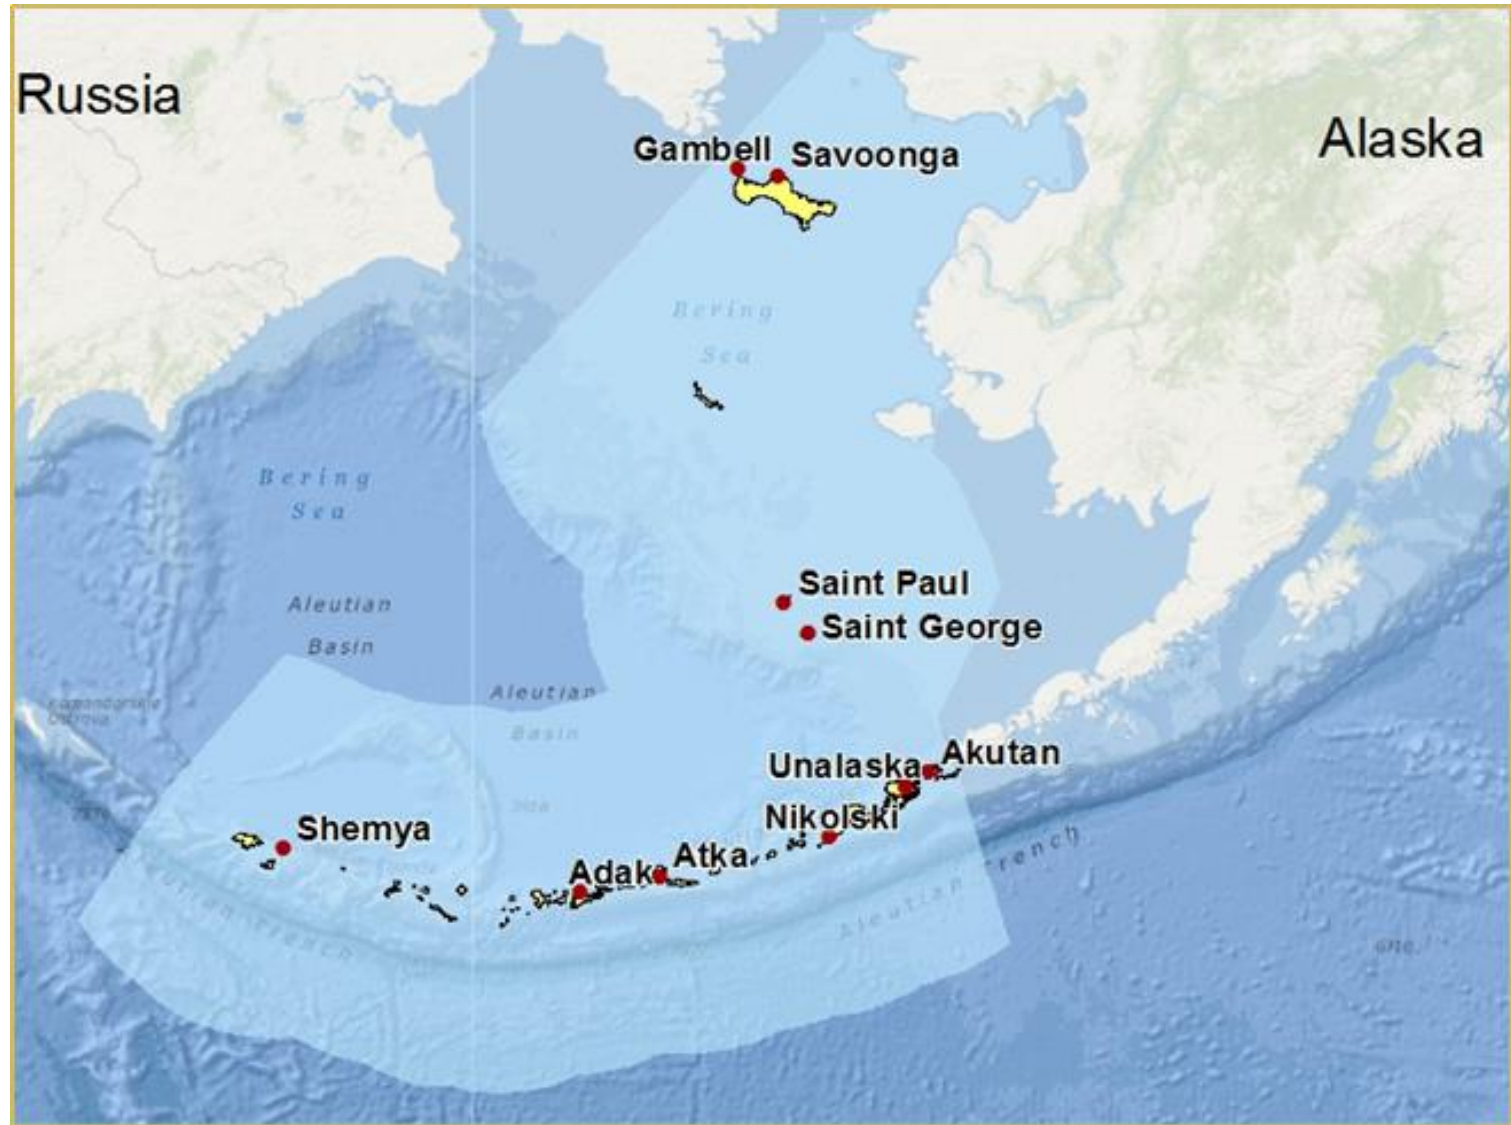 Russia
Alaska
Gambell
Savoonga
Bering
Sea
Bering
Sea
Saint Paul
Saint George
Aleutian
Basin
Aleutian
Basin
Unalaska
Akutan
Nikolski
Shemya
Adak
Atka
Aleutian Trench
Trench